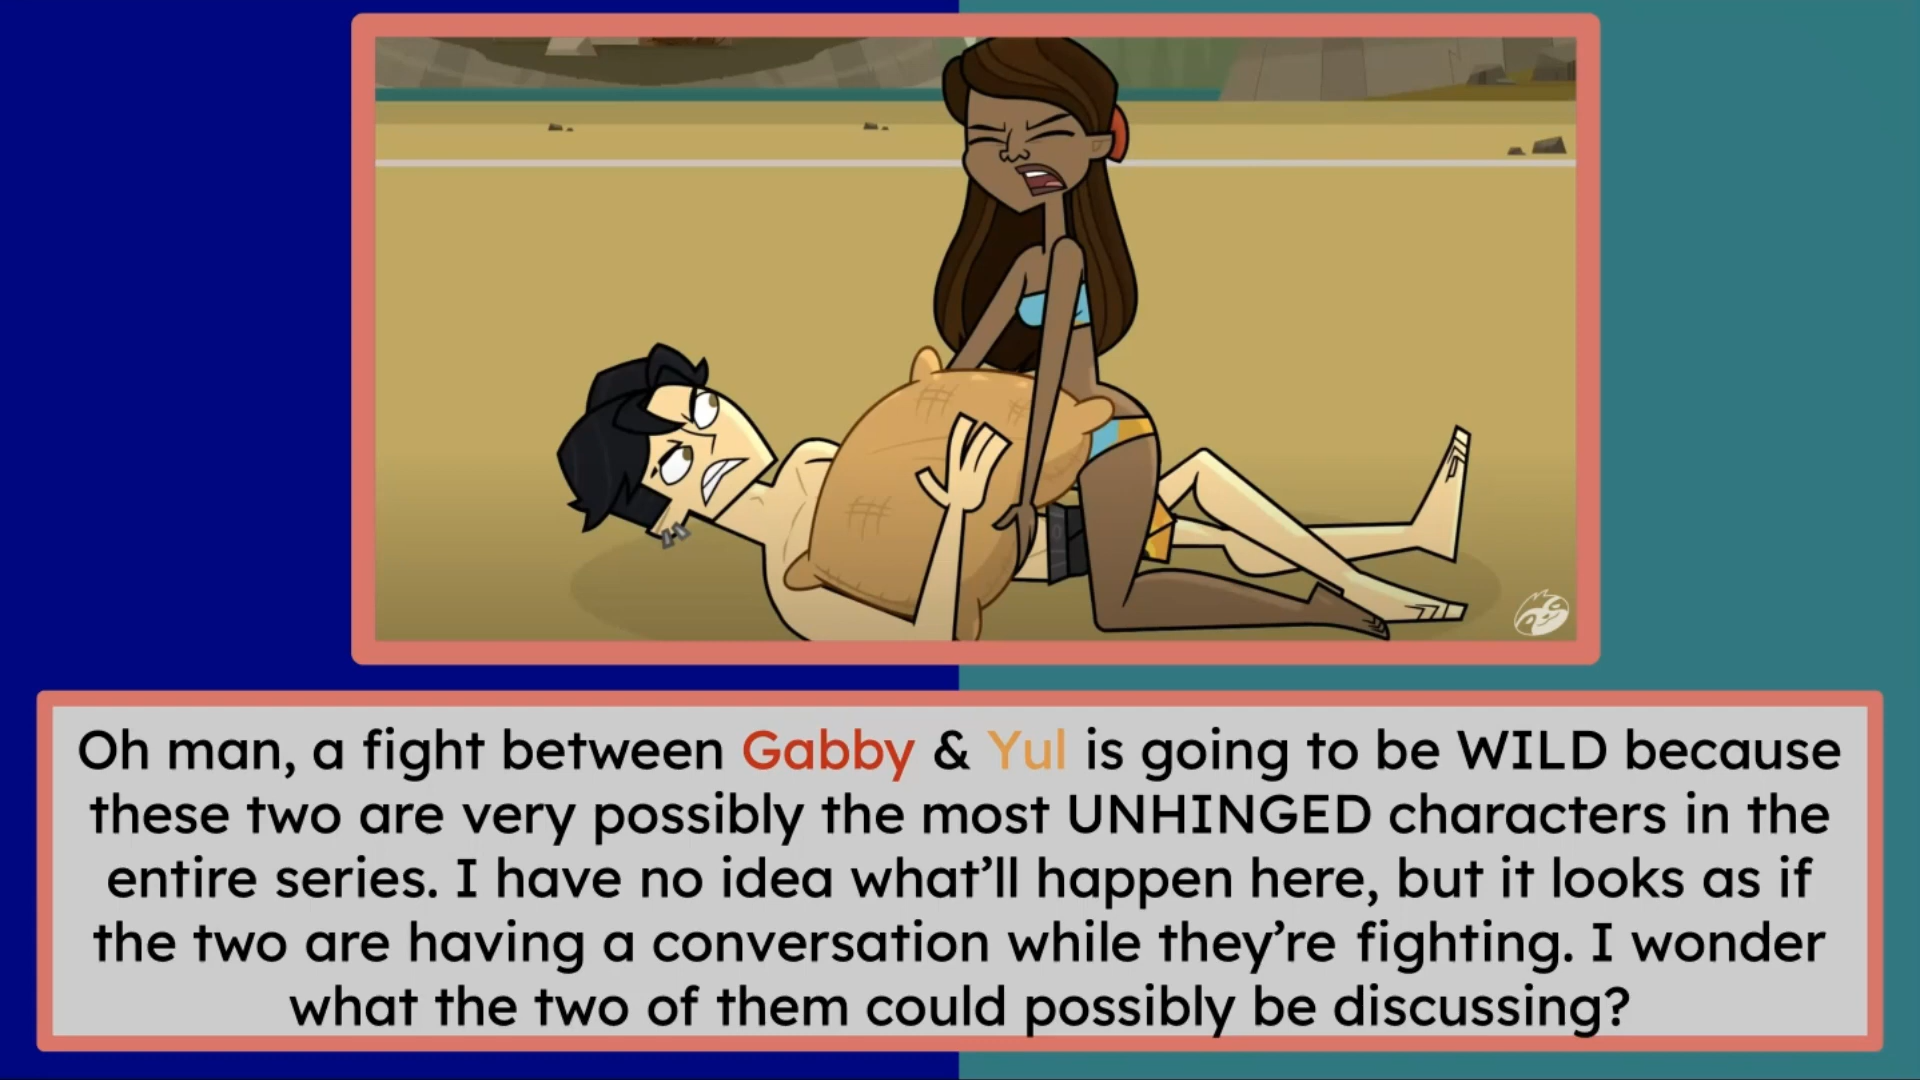 Oh man, a fight between Gabby & Yul is going to be WILD because
these two are very possibly the most UNHINGED characters in the
entire series. I have no idea what’ll happen here, but it looks as if
the two are having a conversation while they’re fighting. I wonder
what the two of them could possibly be discussing?